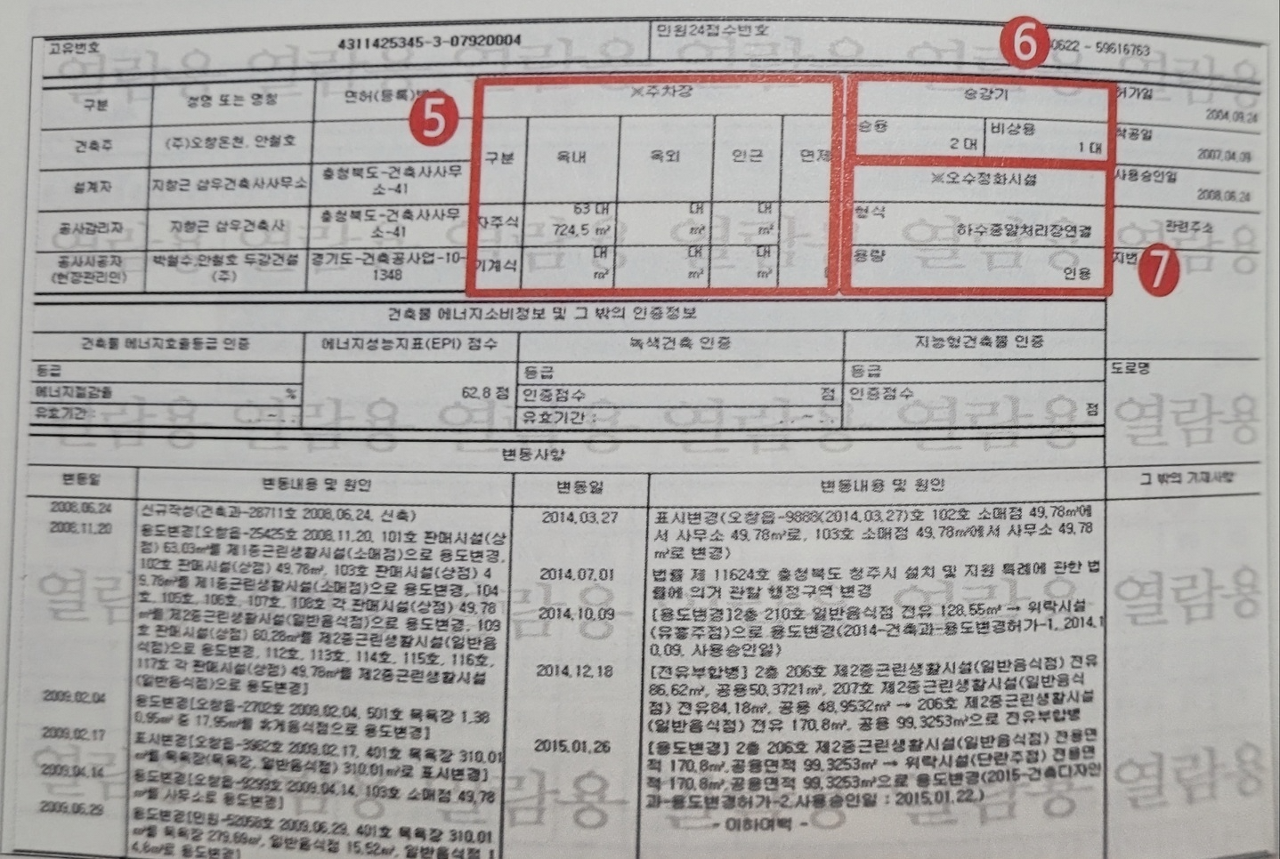 고유번호 4311425345-3-07920004 민원24접수번호 0622 - 59616763
6
구분 성명 또는 명칭 면허(등록) ※주차장 승강기 허가일
5
2004.09.24
건축주 (주)오창온천, 안철호 구분 옥내 옥외 인근 면제 승용 2 대 비상용 1 대 착공일
2007.04.09
설계자 지향근 삼우건축사사무소 충청북도-건축사사무소-41 ※오수정화시설 사용승인일
2008.06.24
공사감리자 지향근 삼우건축사 충청북도-건축사사무소-41 자주식 63 대 724.5 ㎡ 대 ㎡ 대 ㎡ 형식 하수종말처리장연결 관련주소
공사시공자 (현장관리인) 박철수,안철호 두강건설(주) 경기도-건축공사업-10-1348 기계식 대 ㎡ 대 ㎡ 대 ㎡ 용량 인용 지번
7
건축물 에너지소비정보 및 그 밖의 인증정보
건축물 에너지효율등급 인증 에너지성능지표(EPI) 점수 녹색건축 인증 지능형건축물 인증
등급 62.8 점 등급 등급 도로명
에너지절감율 % 인증점수 점 인증점수 점
유효기간 : . . ~ . . 유효기간 : . . ~ . .
변동사항
변동일 변동내용 및 원인 변동일 변동내용 및 원인 그 밖의 기재사항
2008.06.24 신규작성(건축과-28711호 2008.06.24, 신축)
2008.11.20 용도변경[오창읍-25425호 2008.11.20, 101호 판매시설(상
점) 63.03㎡를 제1종근린생활시설(소매점)으로 용도변경,
102호 판매시설(상점) 49.78㎡, 103호 판매시설(상점) 4
9.78㎡를 제1종근린생활시설(소매점)으로 용도변경, 104
호, 105호, 106호, 107호, 108호 각 판매시설(상점) 49.78
㎡를 제2종근린생활시설(일반음식점)으로 용도변경, 109
호 판매시설(상점) 60.28㎡를 제2종근린생활시설(일반음
식점)으로 용도변경, 112호, 113호, 114호, 115호, 116호,
117호 각 판매시설(상점) 49.78㎡를 제2종근린생활시설
(일반음식점)으로 용도변경]
2009.02.04 용도변경[오창읍-2702호 2009.02.04, 501호 목욕장 1,38
0.95㎡ 중 17.95㎡를 휴게음식점으로 용도변경]
2009.02.17 표시변경[오창읍-3962호 2009.02.17, 401호 목욕장 310.01
㎡를 목욕장(목욕장, 일반음식점) 310.01㎡로 표시변경]
2009.04.14 용도변경[오창읍-9299호 2009.04.14, 103호 소매점 49.78
㎡를 사무소로 용도변경]
2009.06.29 용도변경[민원-52058호 2009.06.29, 401호 목욕장 310.01
㎡를 목욕장 279.89㎡, 일반음식점 15.52㎡, 일반음식점 1
4.6㎡로 용도변경]
2014.03.27 표시변경(오창읍-9888(2014.03.27)호 102호 소매점 49.78㎡에
서 사무소 49.78㎡로, 103호 소매점 49.78㎡에서 사무소 49.78
㎡로 변경)
2014.07.01 법률 제 11624호 충청북도 청주시 설치 및 지원 특례에 관한 법
률에 의거 관할 행정구역 변경
2014.10.09 [용도변경]2층 210호 일반음식점 전유 128.55㎡ → 위락시설
(유흥주점)으로 용도변경(2014-건축과-용도변경허가-1, 2014.1
0.09, 사용승인일)
2014.12.18 [전유부합병] 2층 206호 제2종근린생활시설(일반음식점) 전유
86.62㎡, 공용50.3721㎡, 207호 제2종근린생활시설(일반음식
점) 전유84.18㎡, 공용 48.9532㎡ → 206호 제2종근린생활시설
(일반음식점) 전유 170.8㎡, 공용 99.3253㎡으로 전유부합병
2015.01.26 [용도변경] 2층 206호 제2종근린생활시설(일반음식점) 전용면
적 170.8㎡,공용면적 99.3253㎡ → 위락시설(단란주점) 전용면
적 170.8㎡,공용면적 99.3253㎡으로 용도변경(2015-건축디자인
과-용도변경허가-2,사용승인일 : 2015.01.22.)
- 이하여백 -
열람용